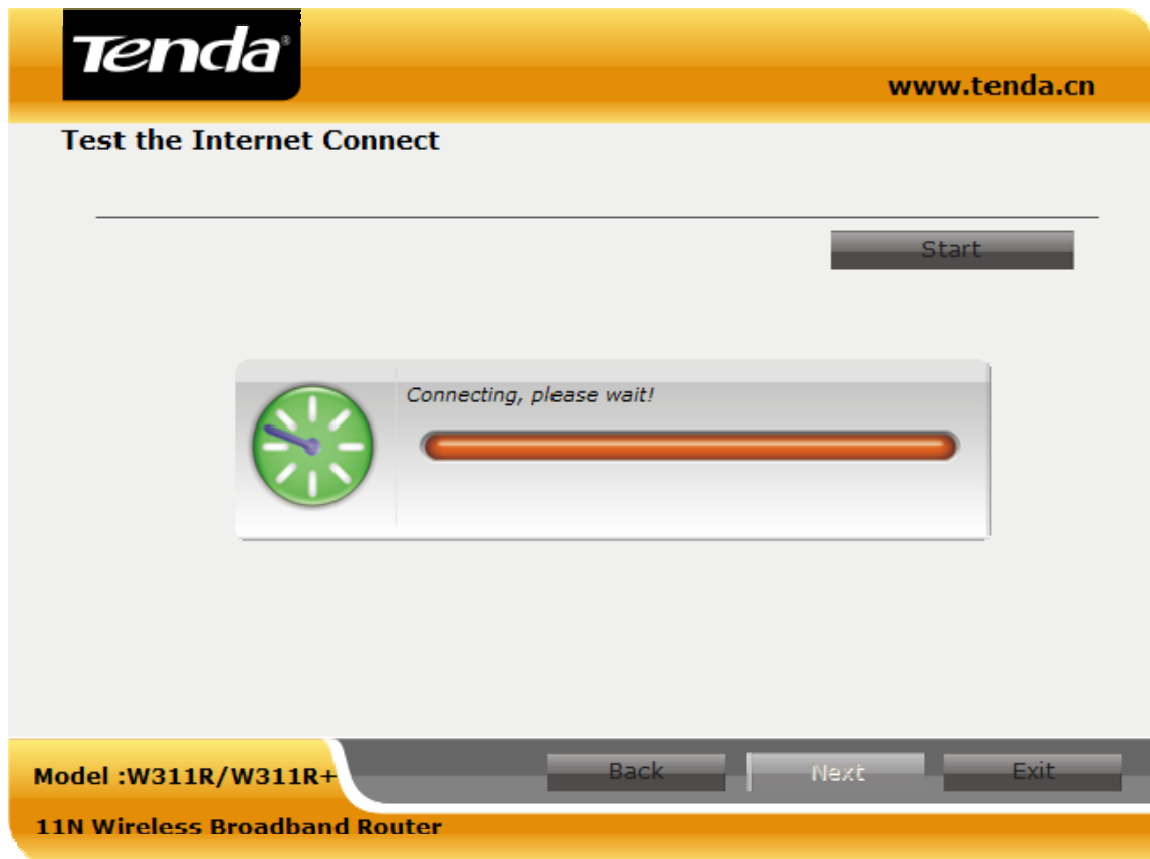 Tenda®
www.tenda.cn
Test the Internet Connect
Start
Connecting, please wait!
Model :W311R/W311R+
Back
Next
Exit
11N Wireless Broadband Router